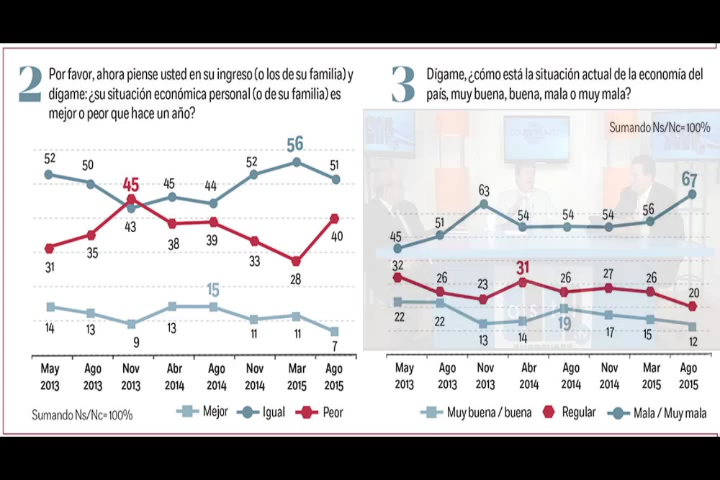 2
Por favor, ahora piense usted en su ingreso (o los de su familia) y
dígame: ¿su situación económica personal (o de su familia) es
mejor o peor que hace un año?
52 50 45 45 44 52 56 51
43
31 35 38 39 33 28 40
14 13 9 13 15 11 11 7
May Ago Nov Abr Ago Nov Mar Ago
2013 2013 2013 2014 2014 2014 2015 2015
Sumando Ns/Nc=100%
Mejor Igual Peor
3
Dígame, ¿cómo está la situación actual de la economía del
país, muy buena, buena, mala o muy mala?
Sumando Ns/Nc=100%
45 51 63 54 54 54 56 67
32 26 23 31 26 27 26 20
22 22 13 14 19 17 15 12
May Ago Nov Abr Ago Nov Mar Ago
2013 2013 2013 2014 2014 2014 2015 2015
Muy buena / buena Regular Mala / Muy mala